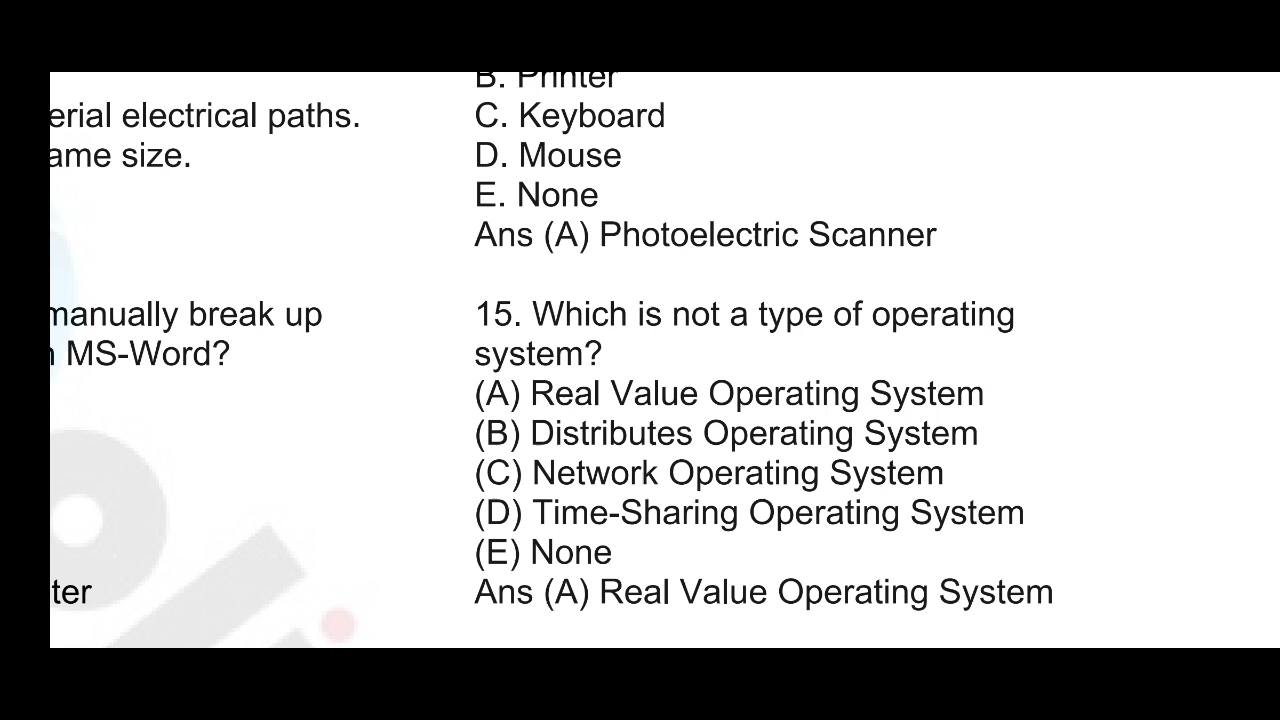 erial electrical paths.
ame size.
manually break up
MS-Word?
ter
B. Printer
C. Keyboard
D. Mouse
E. None
Ans (A) Photoelectric Scanner
15. Which is not a type of operating
system?
(A) Real Value Operating System
(B) Distributes Operating System
(C) Network Operating System
(D) Time-Sharing Operating System
(E) None
Ans (A) Real Value Operating System